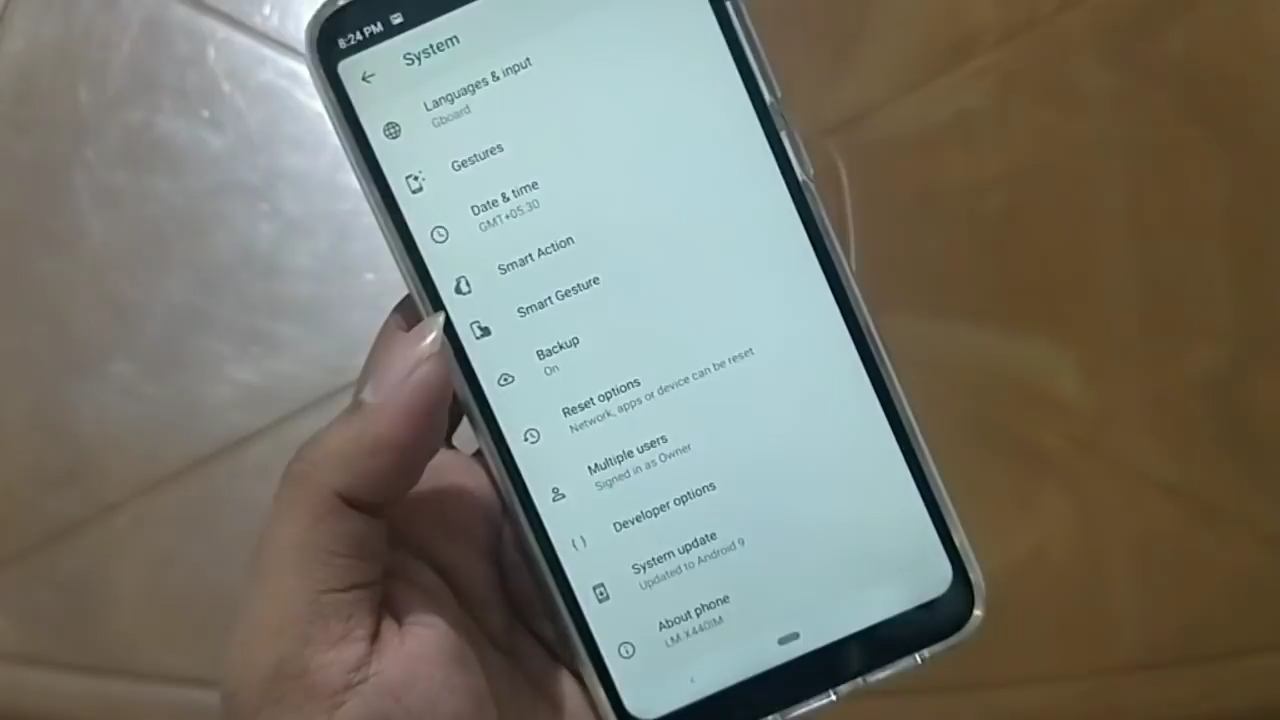 8:24 PM
System
Languages & input
Gboard
Gestures
Date & time
GMT+05:30
Smart Action
Smart Gesture
Backup
On
Reset options
Network, apps or device can be reset
Multiple users
Signed in as Owner
Developer options
System update
Updated to Android 9
About phone
LM-X440IM